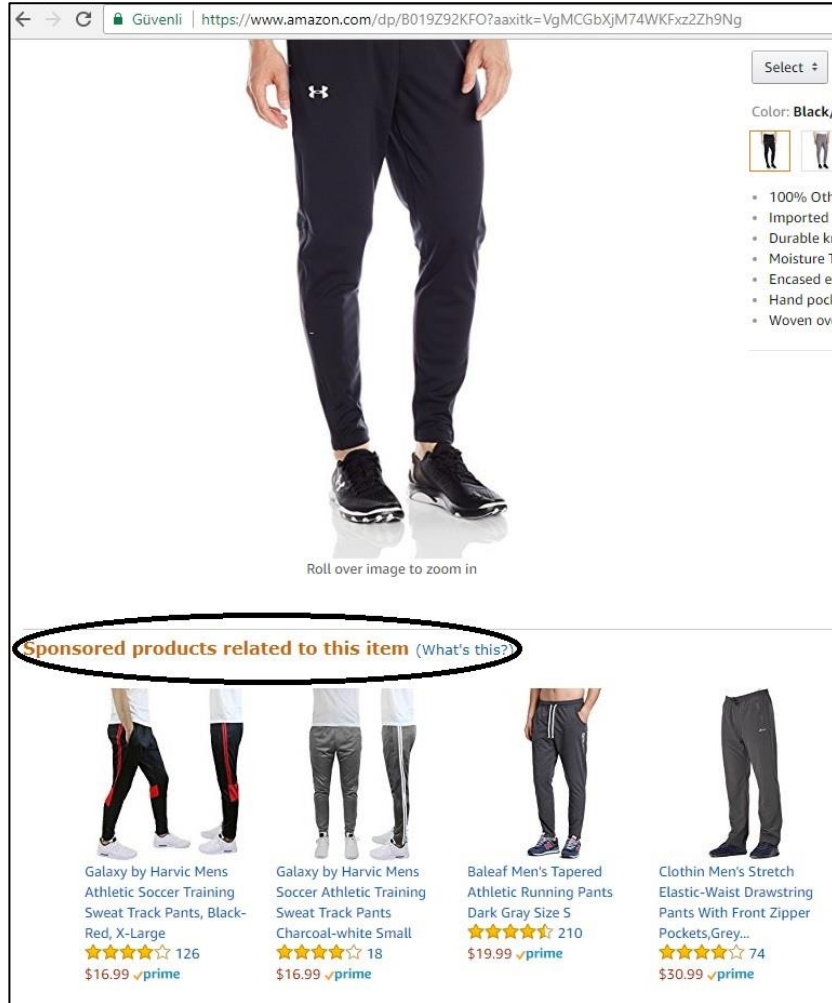 Güvenli | https://www.amazon.com/dp/B019Z92KFO?aaxitk=VgMCGbXjM74WKFxz2Zh9Ng
Select
Color: Black/
100% Oth
Imported
Durable k
Moisture T
Encased e
Hand pock
Woven ov
Roll over image to zoom in
Sponsored products related to this item (What's this?)
Galaxy by Harvic Mens
Athletic Soccer Training
Sweat Track Pants, Black-
Red, X-Large
126
$16.99 prime
Galaxy by Harvic Mens
Soccer Athletic Training
Sweat Track Pants
Charcoal-white Small
18
$16.99 prime
Baleaf Men's Tapered
Athletic Running Pants
Dark Gray Size S
210
$19.99 prime
Clothin Men's Stretch
Elastic-Waist Drawstring
Pants With Front Zipper
Pockets,Grey...
74
$30.99 prime